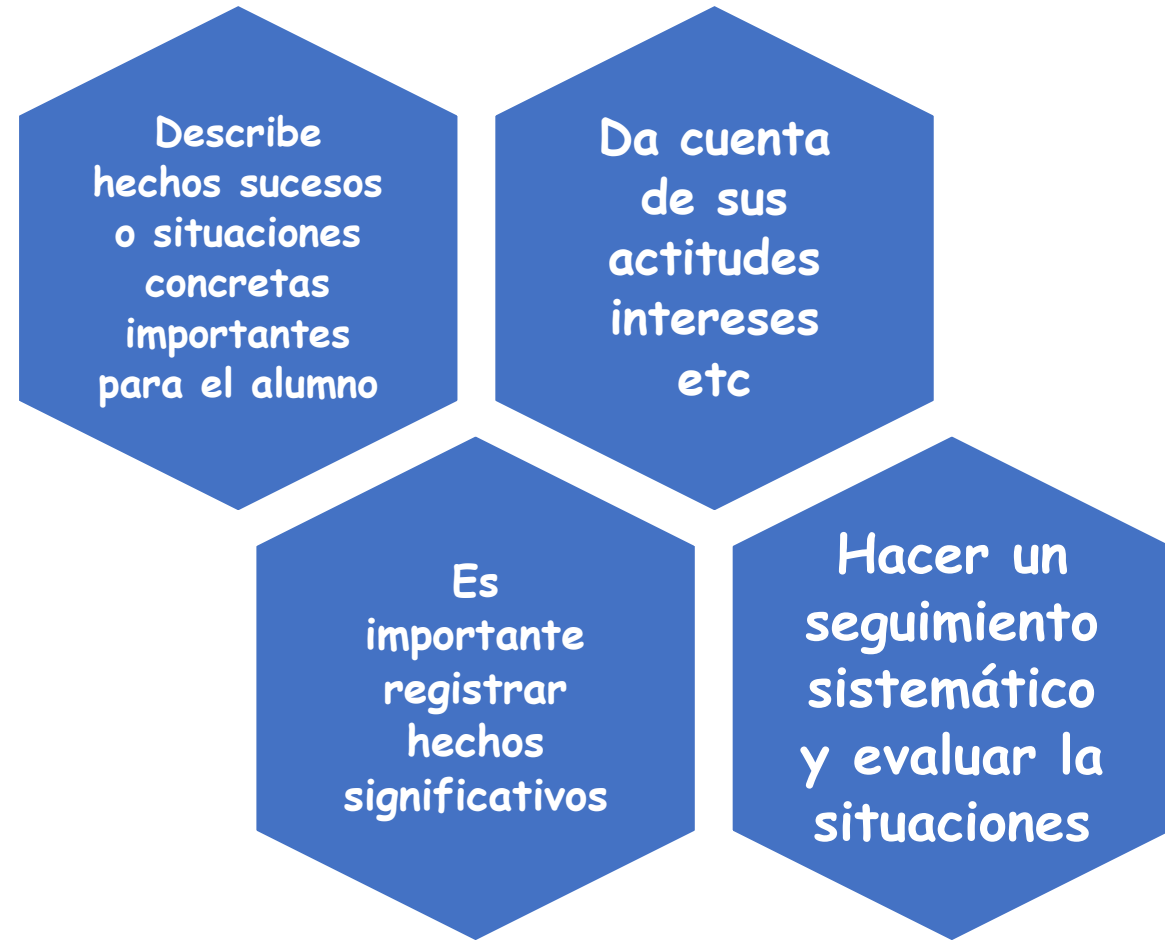 Describe
hechos sucesos
o situaciones
concretas
importantes
para el alumno
Da cuenta
de sus
actitudes
intereses
etc
Es
importante
registrar
hechos
significativos
Hacer un
seguimiento
sistemático
y evaluar la
situaciones